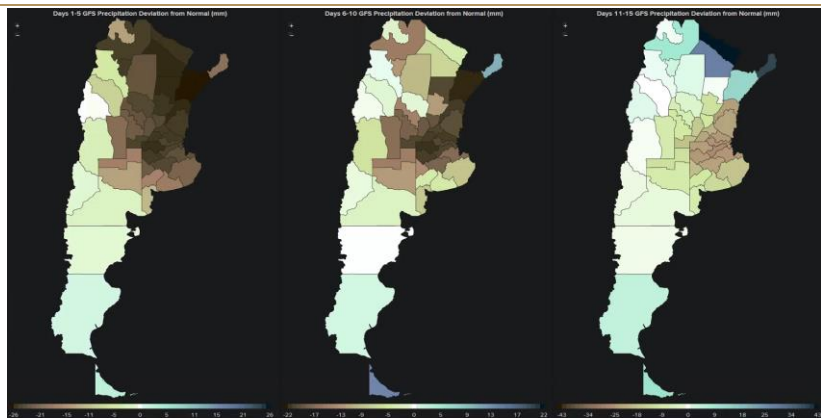 Days 1-5 GFS Precipitation Deviation from Normal (mm)
Days 6-10 GFS Precipitation Deviation from Normal (mm)
Days 11-15 GFS Precipitation Deviation from Normal (mm)
+ + +
- - -
-26 -21 -15 -11 -5 0 5 11 15 21 26
-22 -17 -13 -9 -5 0 5 9 13 17 22
-43 -34 -25 -18 -9 0 9 18 25 34 43